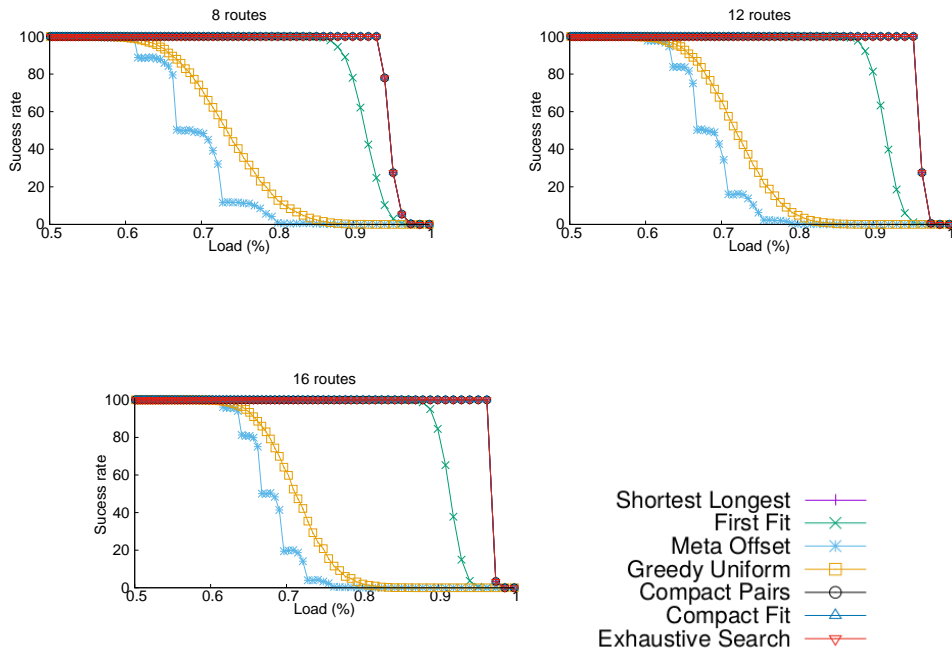 8 routes
100
80
60
40
20
0
Sucess rate
0.5
0.6
0.7
0.8
0.9
1
Load (%)
12 routes
100
80
60
40
20
0
Sucess rate
0.5
0.6
0.7
0.8
0.9
1
Load (%)
16 routes
100
80
60
40
20
0
Sucess rate
0.5
0.6
0.7
0.8
0.9
1
Load (%)
Shortest Longest
First Fit
Meta Offset
Greedy Uniform
Compact Pairs
Compact Fit
Exhaustive Search